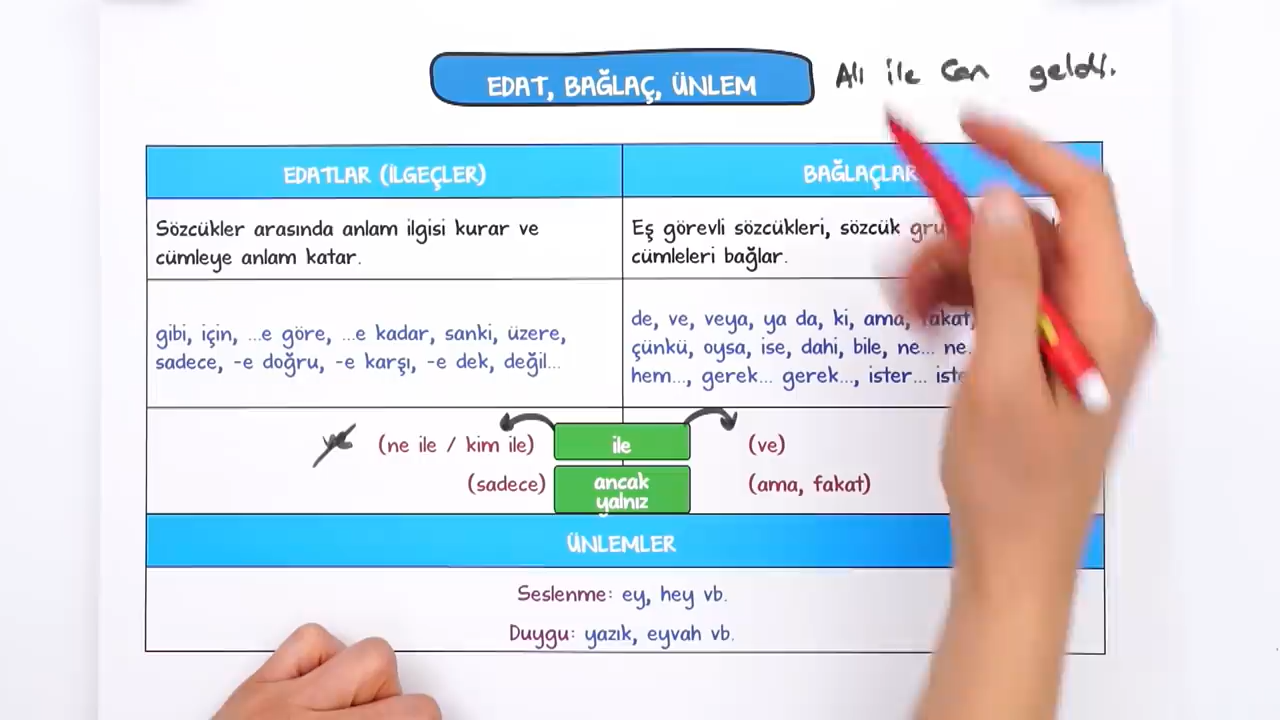 EDAT, BAĞLAÇ, ÜNLEM
Ali ile Can geldi.
EDATLAR (İLGEÇLER)
BAĞLAÇLAR
Sözcükler arasında anlam ilgisi kurar ve
cümleye anlam katar.
Eş görevli sözcükleri, sözcük
cümleleri bağlar.
gibi, için, ...e göre, ...e kadar, sanki, üzere,
sadece, -e doğru, -e karşı, -e dek, değil...
de, ve, veya, ya da, ki, ama, fakat,
çünkü, oysa, ise, dahi, bile, ne... ne
hem..., gerek... gerek..., ister...
ve (ne ile / kim ile)
ile
(ve)
(sadece)
ancak
yalnız
(ama, fakat)
ÜNLEMLER
Seslenme: ey, hey vb.
Duygu: yazık, eyvah vb.